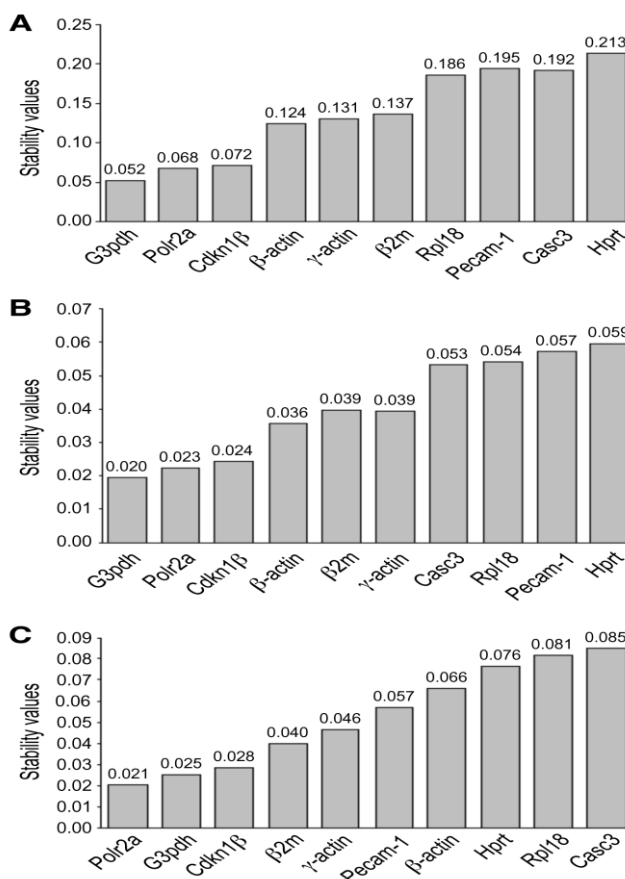 A
Stability values
0.25
0.20
0.15
0.10
0.05
0.00
0.052
0.068
0.072
0.124
0.131
0.137
0.186
0.195
0.192
0.213
G3pdh
Polr2a
Cdkn1β
β-actin
γ-actin
β2m
Rpl18
Pecam-1
Casc3
Hprt
B
Stability values
0.07
0.06
0.05
0.04
0.03
0.02
0.01
0.00
0.020
0.023
0.024
0.036
0.039
0.039
0.053
0.054
0.057
0.059
G3pdh
Polr2a
Cdkn1β
β-actin
β2m
γ-actin
Casc3
Rpl18
Pecam-1
Hprt
C
Stability values
0.09
0.08
0.07
0.06
0.05
0.04
0.03
0.02
0.01
0.00
0.021
0.025
0.028
0.040
0.046
0.057
0.066
0.076
0.081
0.085
Polr2a
G3pdh
Cdkn1β
β2m
γ-actin
Pecam-1
β-actin
Hprt
Rpl18
Casc3